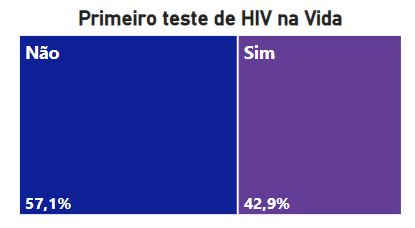 Primeiro teste de HIV na Vida
Não
Sim
57,1%
42,9%